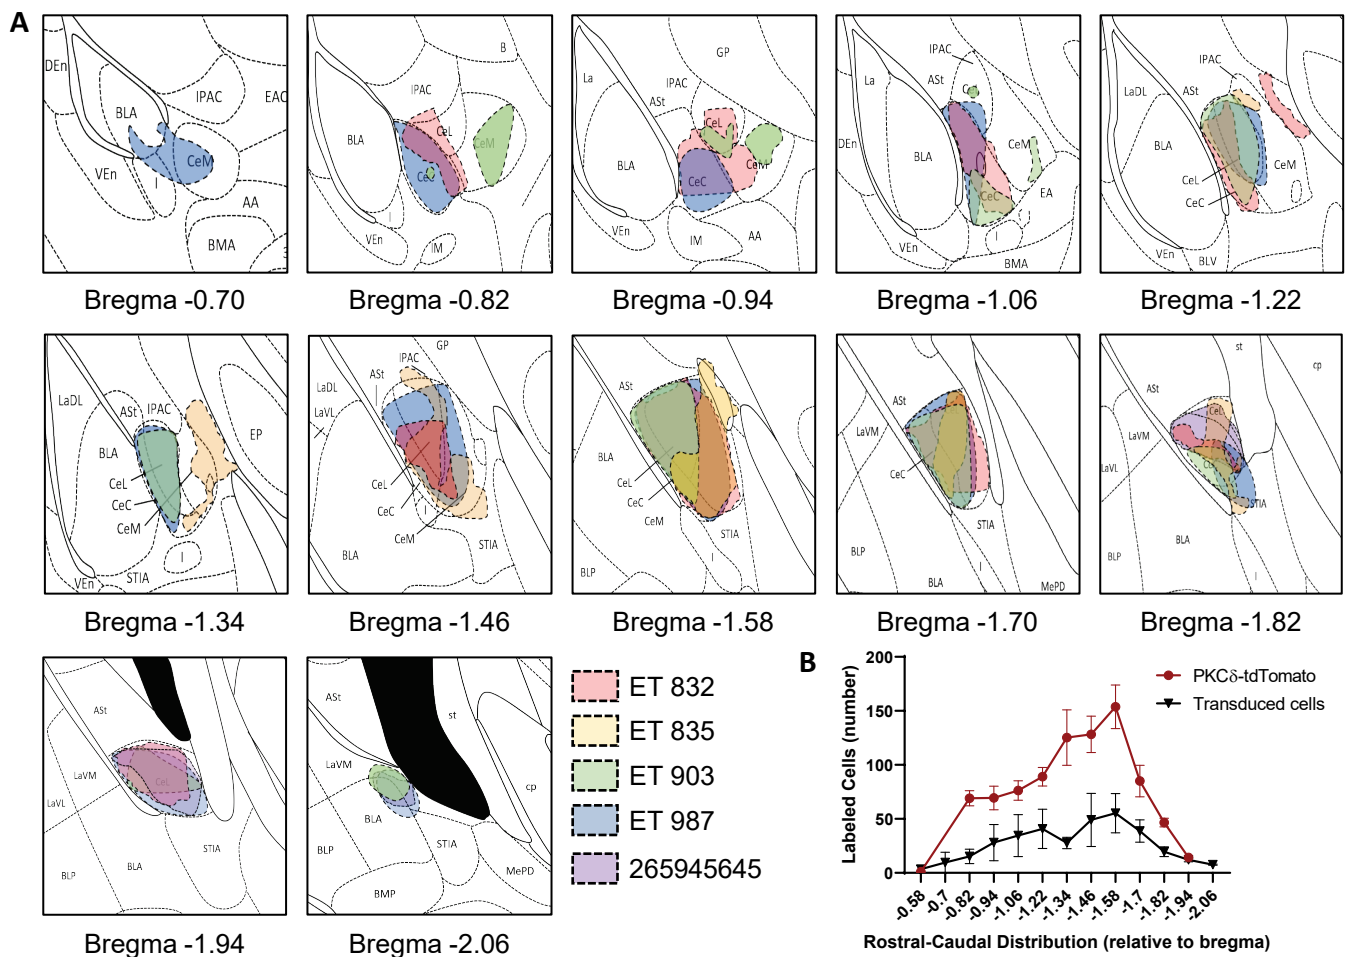 A
DEn
BLA
IPAC
EAC
VEn
I
CeM
AA
BMA
Bregma -0.70
B
IPAC
BLA
CeL
CeM
CeC
I
VEn
IM
Bregma -0.82
GP
La
IPAC
ASt
CeL
BLA
CeM
CeC
VEn
IM
AA
Bregma -0.94
IPAC
La
ASt
DEn
BLA
CeM
CeC
EA
VEn
I
BMA
Bregma -1.06
IPAC
LaDL
ASt
BLA
CeM
CeL
CeC
I
VEn
BLV
Bregma -1.22
LaDL
ASt
IPAC
EP
BLA
CeL
CeC
CeM
I
VEn
STIA
Bregma -1.34
GP
IPAC
ASt
LaDL
LaVL
CeL
CeC
I
CeM
STIA
BLA
Bregma -1.46
ASt
BLA
CeL
CeC
CeM
STIA
I
BLP
Bregma -1.58
ASt
LaVM
CeC
STIA
BLP
I
BLA
MePD
Bregma -1.70
st
cp
ASt
CeL
LaVM
LaVL
STIA
BLP
BLA
I
Bregma -1.82
ASt
LaVM
CeL
LaVL
STIA
BLP
BLA
Bregma -1.94
ASt
st
LaVM
cp
BLA
BLP
STIA
MePD
BMP
Bregma -2.06
ET 832
ET 835
ET 903
ET 987
265945645
B
PKCδ-tdTomato
Transduced cells
Labeled Cells (number)
200
150
100
50
0
-0.58
-0.7
-0.82
-0.94
-1.06
-1.22
-1.34
-1.46
-1.58
-1.7
-1.82
-1.94
-2.06
Rostral-Caudal Distribution (relative to bregma)